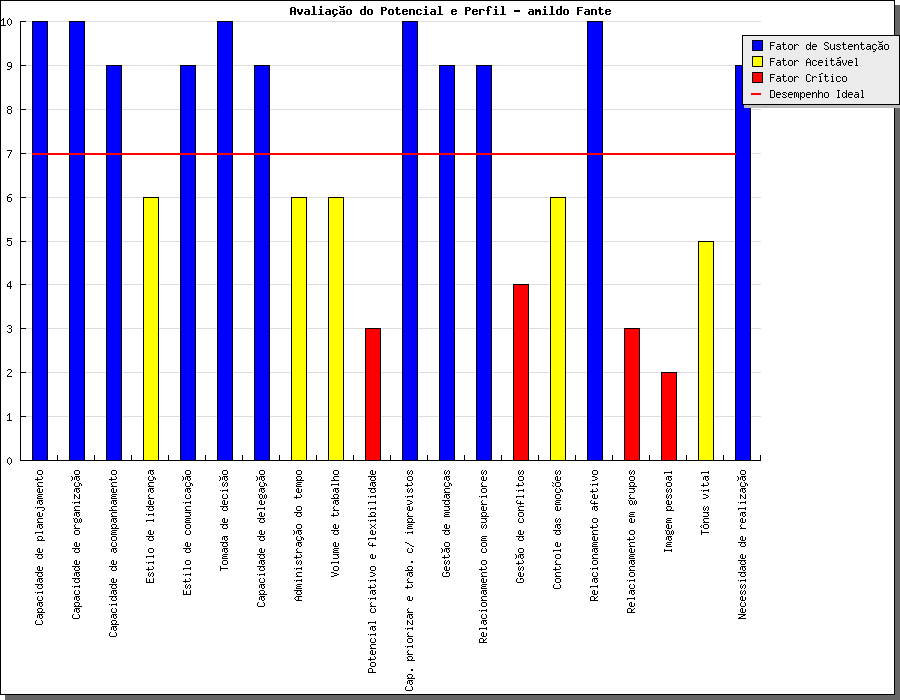 Avaliação do Potencial e Perfil - amildo Fante
Fator de Sustentação
Fator Aceitável
Fator Crítico
Desempenho Ideal
10
9
8
7
6
5
4
3
2
1
0
Capacidade de planejamento
Capacidade de organização
Capacidade de acompanhamento
Estilo de liderança
Estilo de comunicação
Tomada de decisão
Capacidade de delegação
Administração do tempo
Volume de trabalho
Potencial criativo e flexibilidade
Cap. priorizar e trab. c/ imprevistos
Gestão de mudanças
Relacionamento com superiores
Gestão de conflitos
Controle das emoções
Relacionamento afetivo
Relacionamento em grupos
Imagem pessoal
Tônus vital
Necessidade de realização